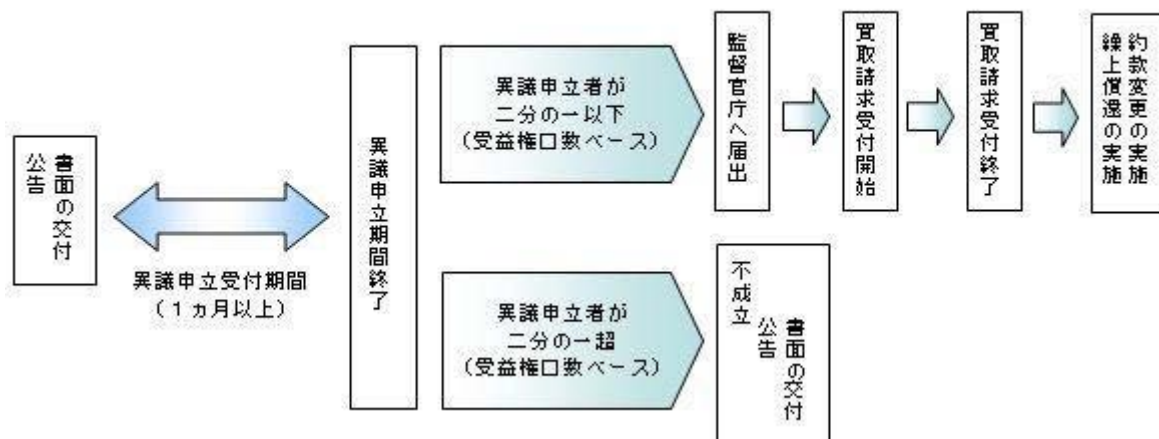 書面の交付
公告
異議申立受付期間
（１ヵ月以上）
異議申立期間終了
異議申立者が
二分の一以下
（受益権口数ベース）
監督官庁へ届出
買取請求受付開始
買取請求受付終了
約款変更の実施
繰上償還の実施
異議申立者が
二分の一超
（受益権口数ベース）
不成立
書面の交付
公告